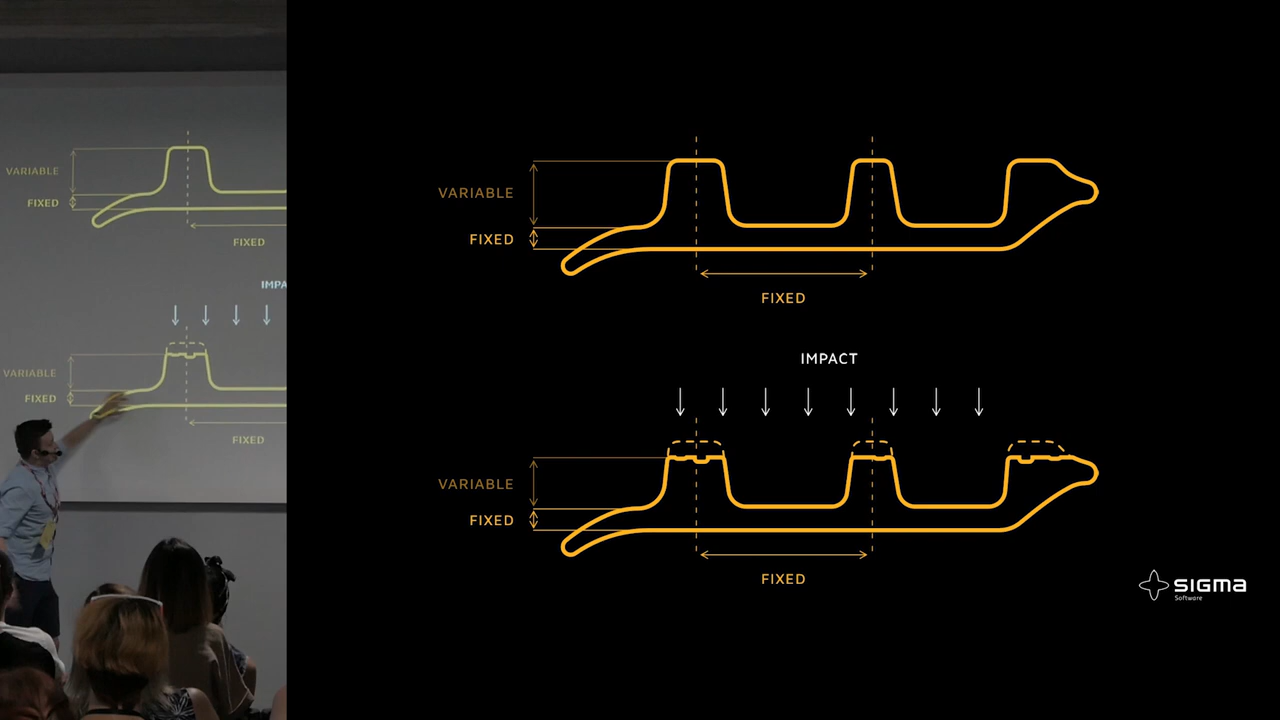 VARIABLE
FIXED
FIXED
IMPA
VARIABLE
FIXED
FIXED
VARIABLE
FIXED
FIXED
IMPACT
VARIABLE
FIXED
FIXED
sigma
Software